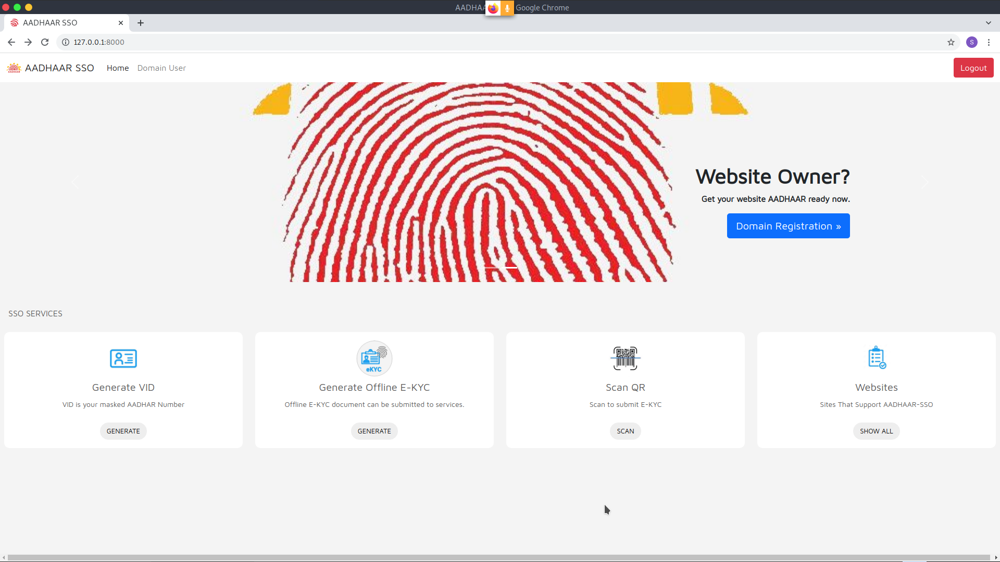 AADHAA Google Chrome
AADHAAR SSO
127.0.0.1:8000
S
AADHAAR SSO Home Domain User Logout
Website Owner?
Get your website AADHAAR ready now.
Domain Registration »
SSO SERVICES
eKYC
Generate VID
VID is your masked AADHAR Number
GENERATE
Generate Offline E-KYC
Offline E-KYC document can be submitted to services.
GENERATE
Scan QR
Scan to submit E-KYC
SCAN
Websites
Sites That Support AADHAAR-SSO
SHOW ALL